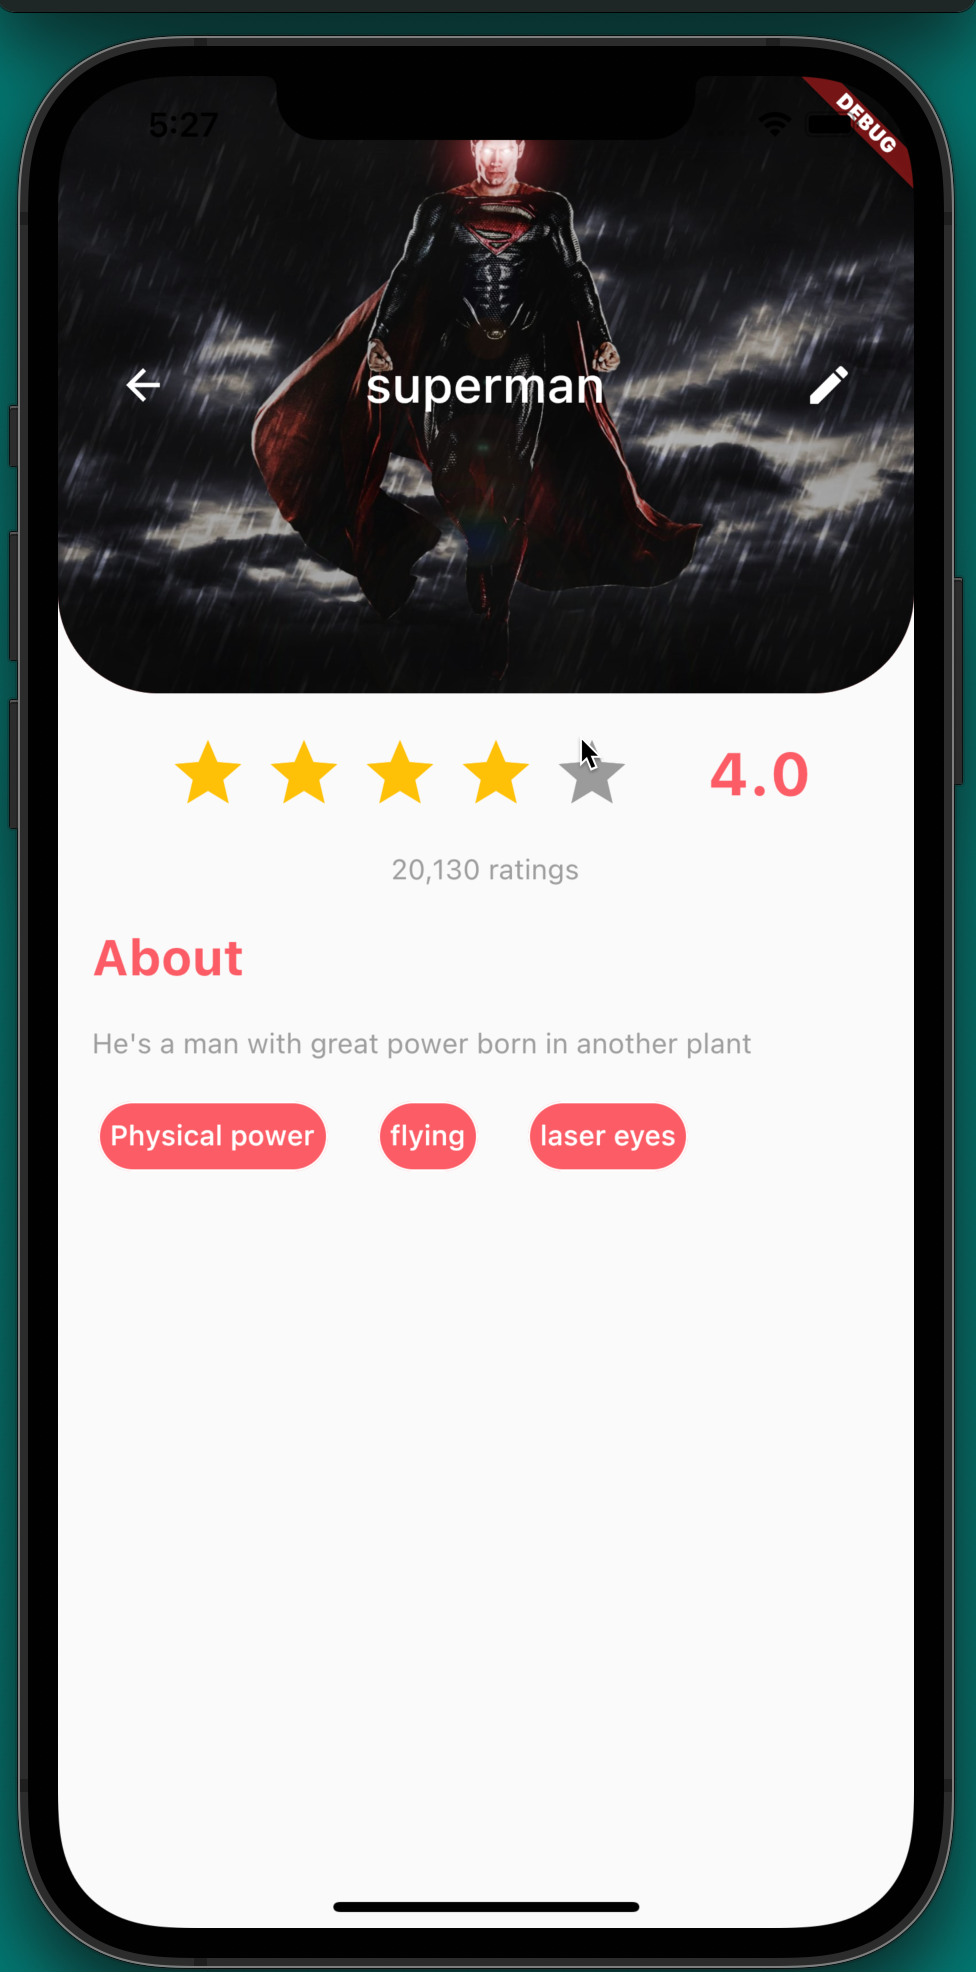 5:27
DEBUG
superman
4.0
20,130 ratings
About
He's a man with great power born in another plant
Physical power flying laser eyes